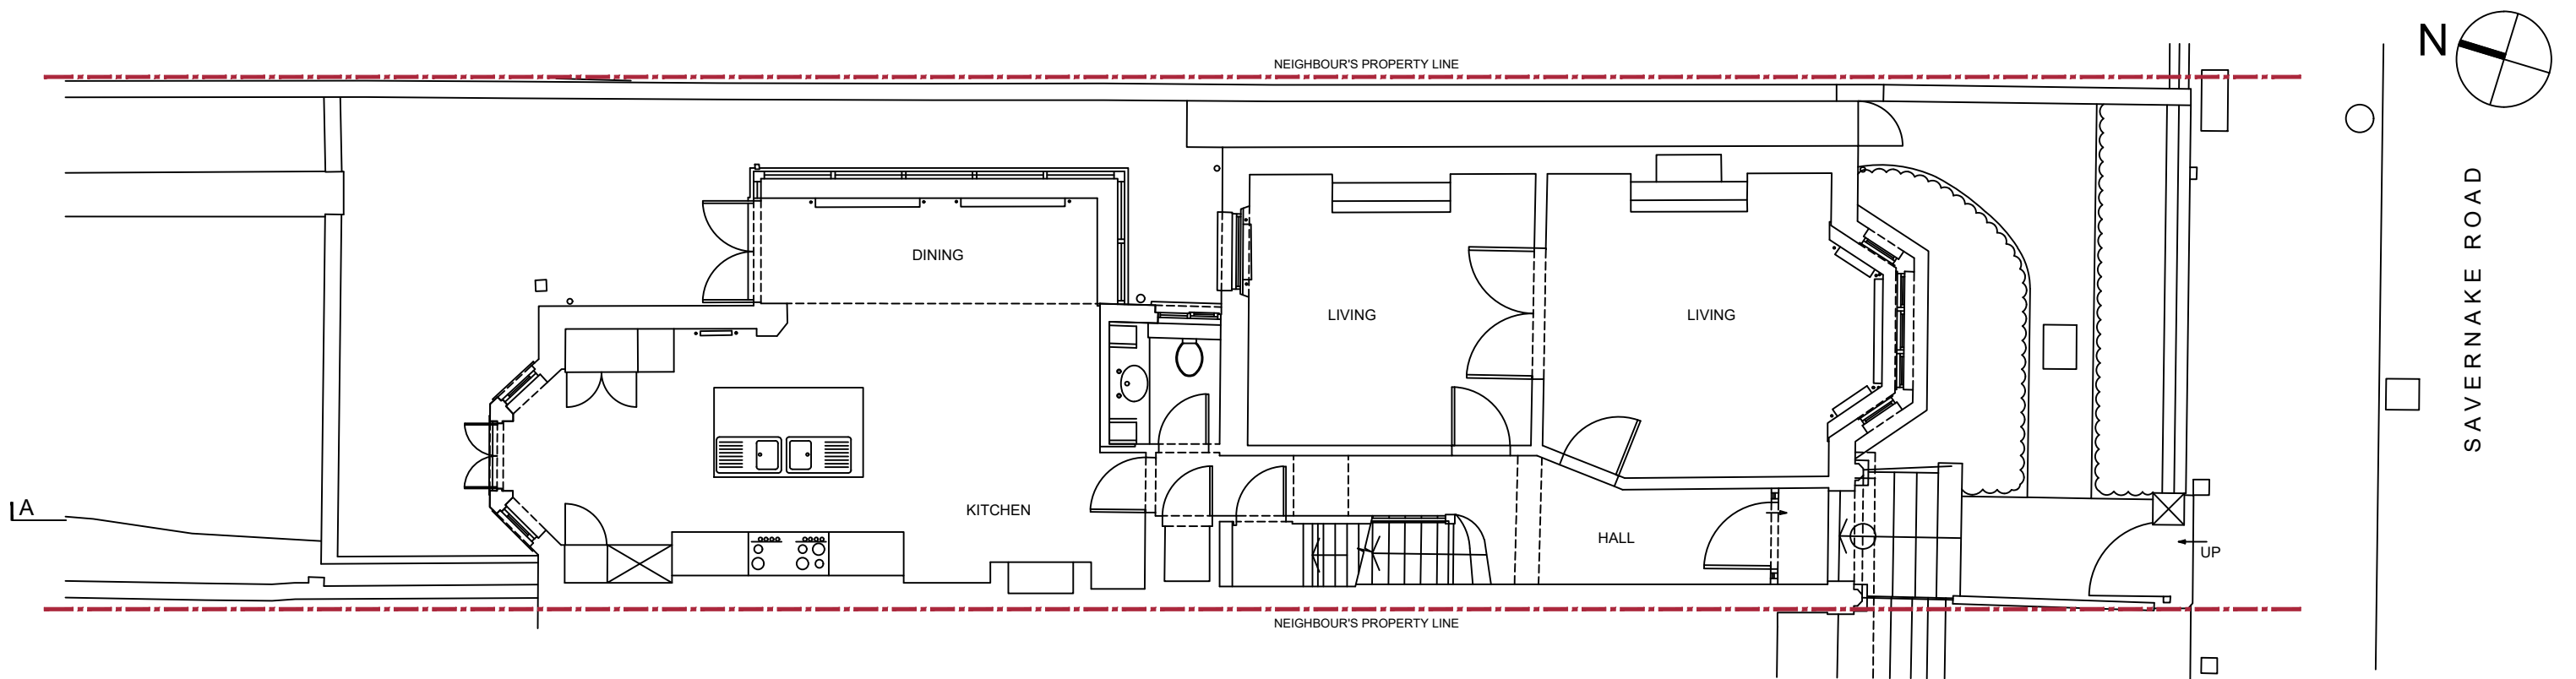 NEIGHBOUR'S PROPERTY LINE
N
SAVERNAKE ROAD
DINING
LIVING
LIVING
A
KITCHEN
HALL
UP
NEIGHBOUR'S PROPERTY LINE